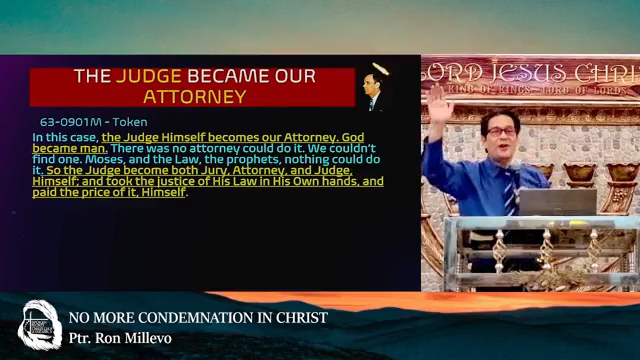 THE JUDGE BECAME OUR
ATTORNEY
63-0901M - Token
In this case, the Judge Himself becomes our Attorney. God
became man. There was no attorney could do it. We couldn't
find one. Moses, and the Law, the prophets, nothing could do
it. So the Judge become both Jury, Attorney, and Judge,
Himself; and took the justice of His Law in His Own hands, and
paid the price of it, Himself.
LORD JESUS CHRI
KING OF KINGS LORD OF LORDS
NO MORE CONDEMNATION IN CHRIST
Ptr. Ron Millevo